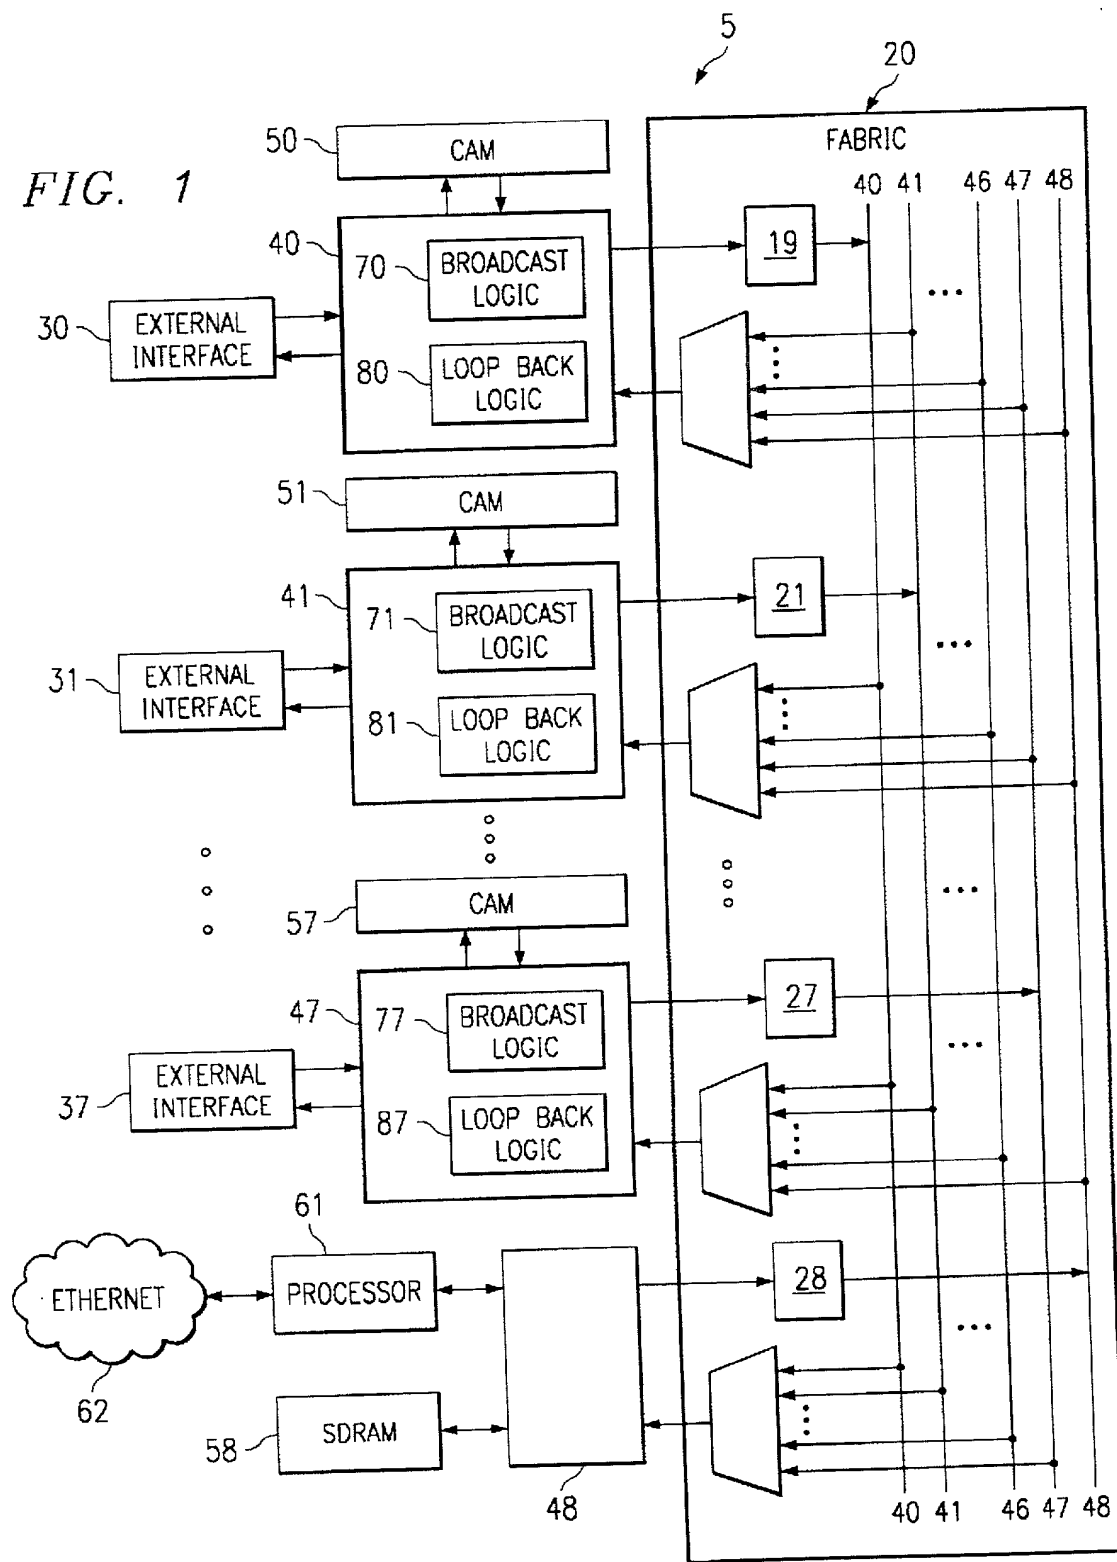 5
20
50
CAM
FABRIC
FIG. 1
40 41 46 47 48
40
70
BROADCAST
LOGIC
19
30
EXTERNAL
INTERFACE
80
LOOP BACK
LOGIC
51
CAM
41
71
BROADCAST
LOGIC
21
31
EXTERNAL
INTERFACE
81
LOOP BACK
LOGIC
57
CAM
47
77
BROADCAST
LOGIC
27
37
EXTERNAL
INTERFACE
87
LOOP BACK
LOGIC
61
ETHERNET
PROCESSOR
28
62
58
SDRAM
48
40 41 46 47 48